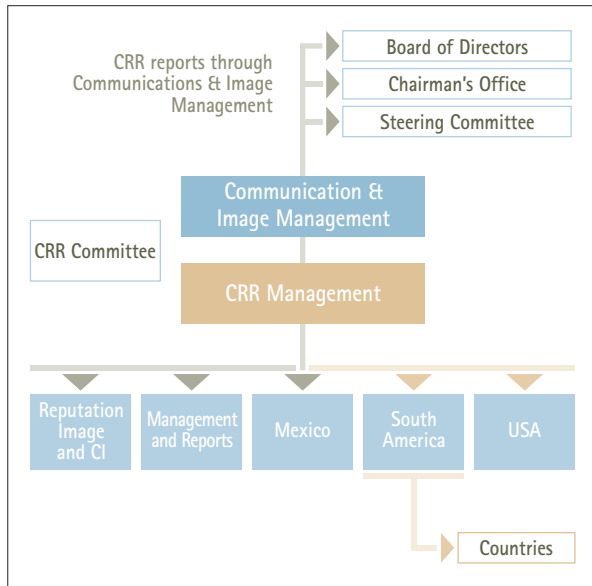 CRR reports through
Communications & Image
Management
Board of Directors
Chairman's Office
Steering Committee
Communication &
Image Management
CRR Committee
CRR Management
Reputation
Image
and CI
Management
and Reports
Mexico
South
America
USA
Countries